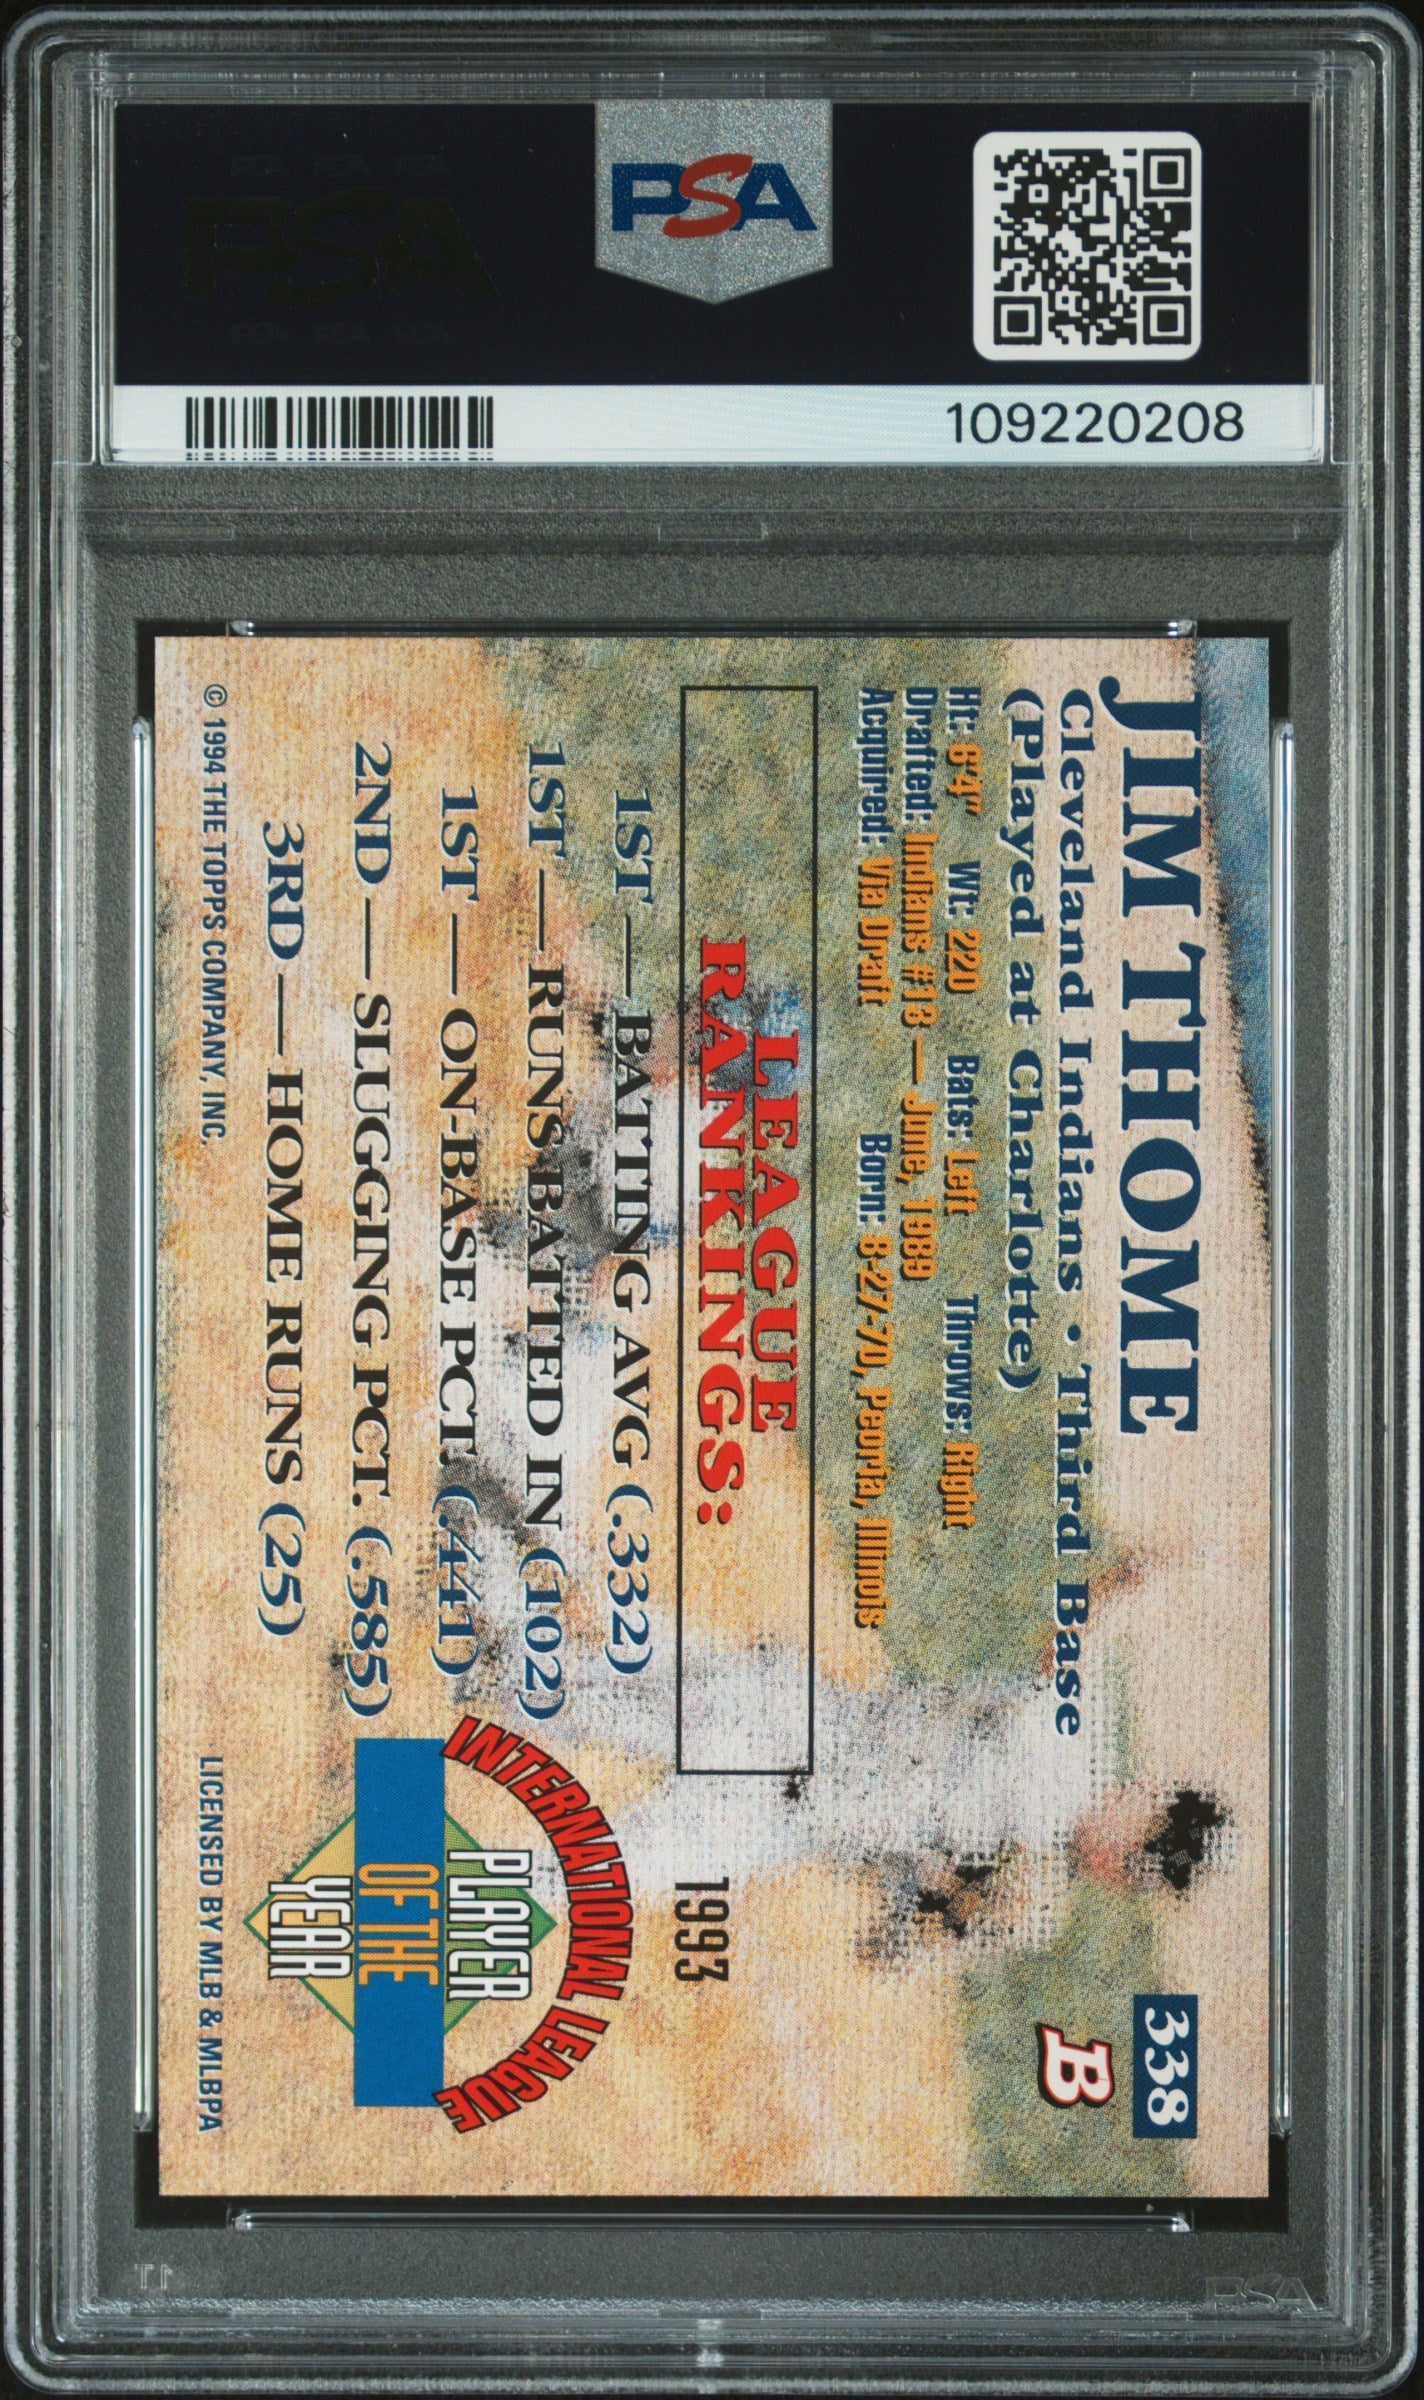 PSA
PSA
109220208
JIM THOME
338
Cleveland Indians • Third Base
(Played at Charlotte)
B
Ht: 6'4" Wt: 220 Bats: Left Throws: Right
Drafted: Indians #13 — June, 1989
Acquired: Via Draft Born: 8-27-70, Peoria, Illinois
LEAGUE
RANKINGS:
1993
1ST — BATTING AVG (.332)
1ST — RUNS BATTED IN (102)
1ST — ON-BASE PCT. (.441)
2ND — SLUGGING PCT. (.585)
3RD — HOME RUNS (25)
INTERNATIONAL LEAGUE
PLAYER
OF THE
YEAR
© 1994 THE TOPPS COMPANY, INC.
LICENSED BY MLB & MLBPA
PSA